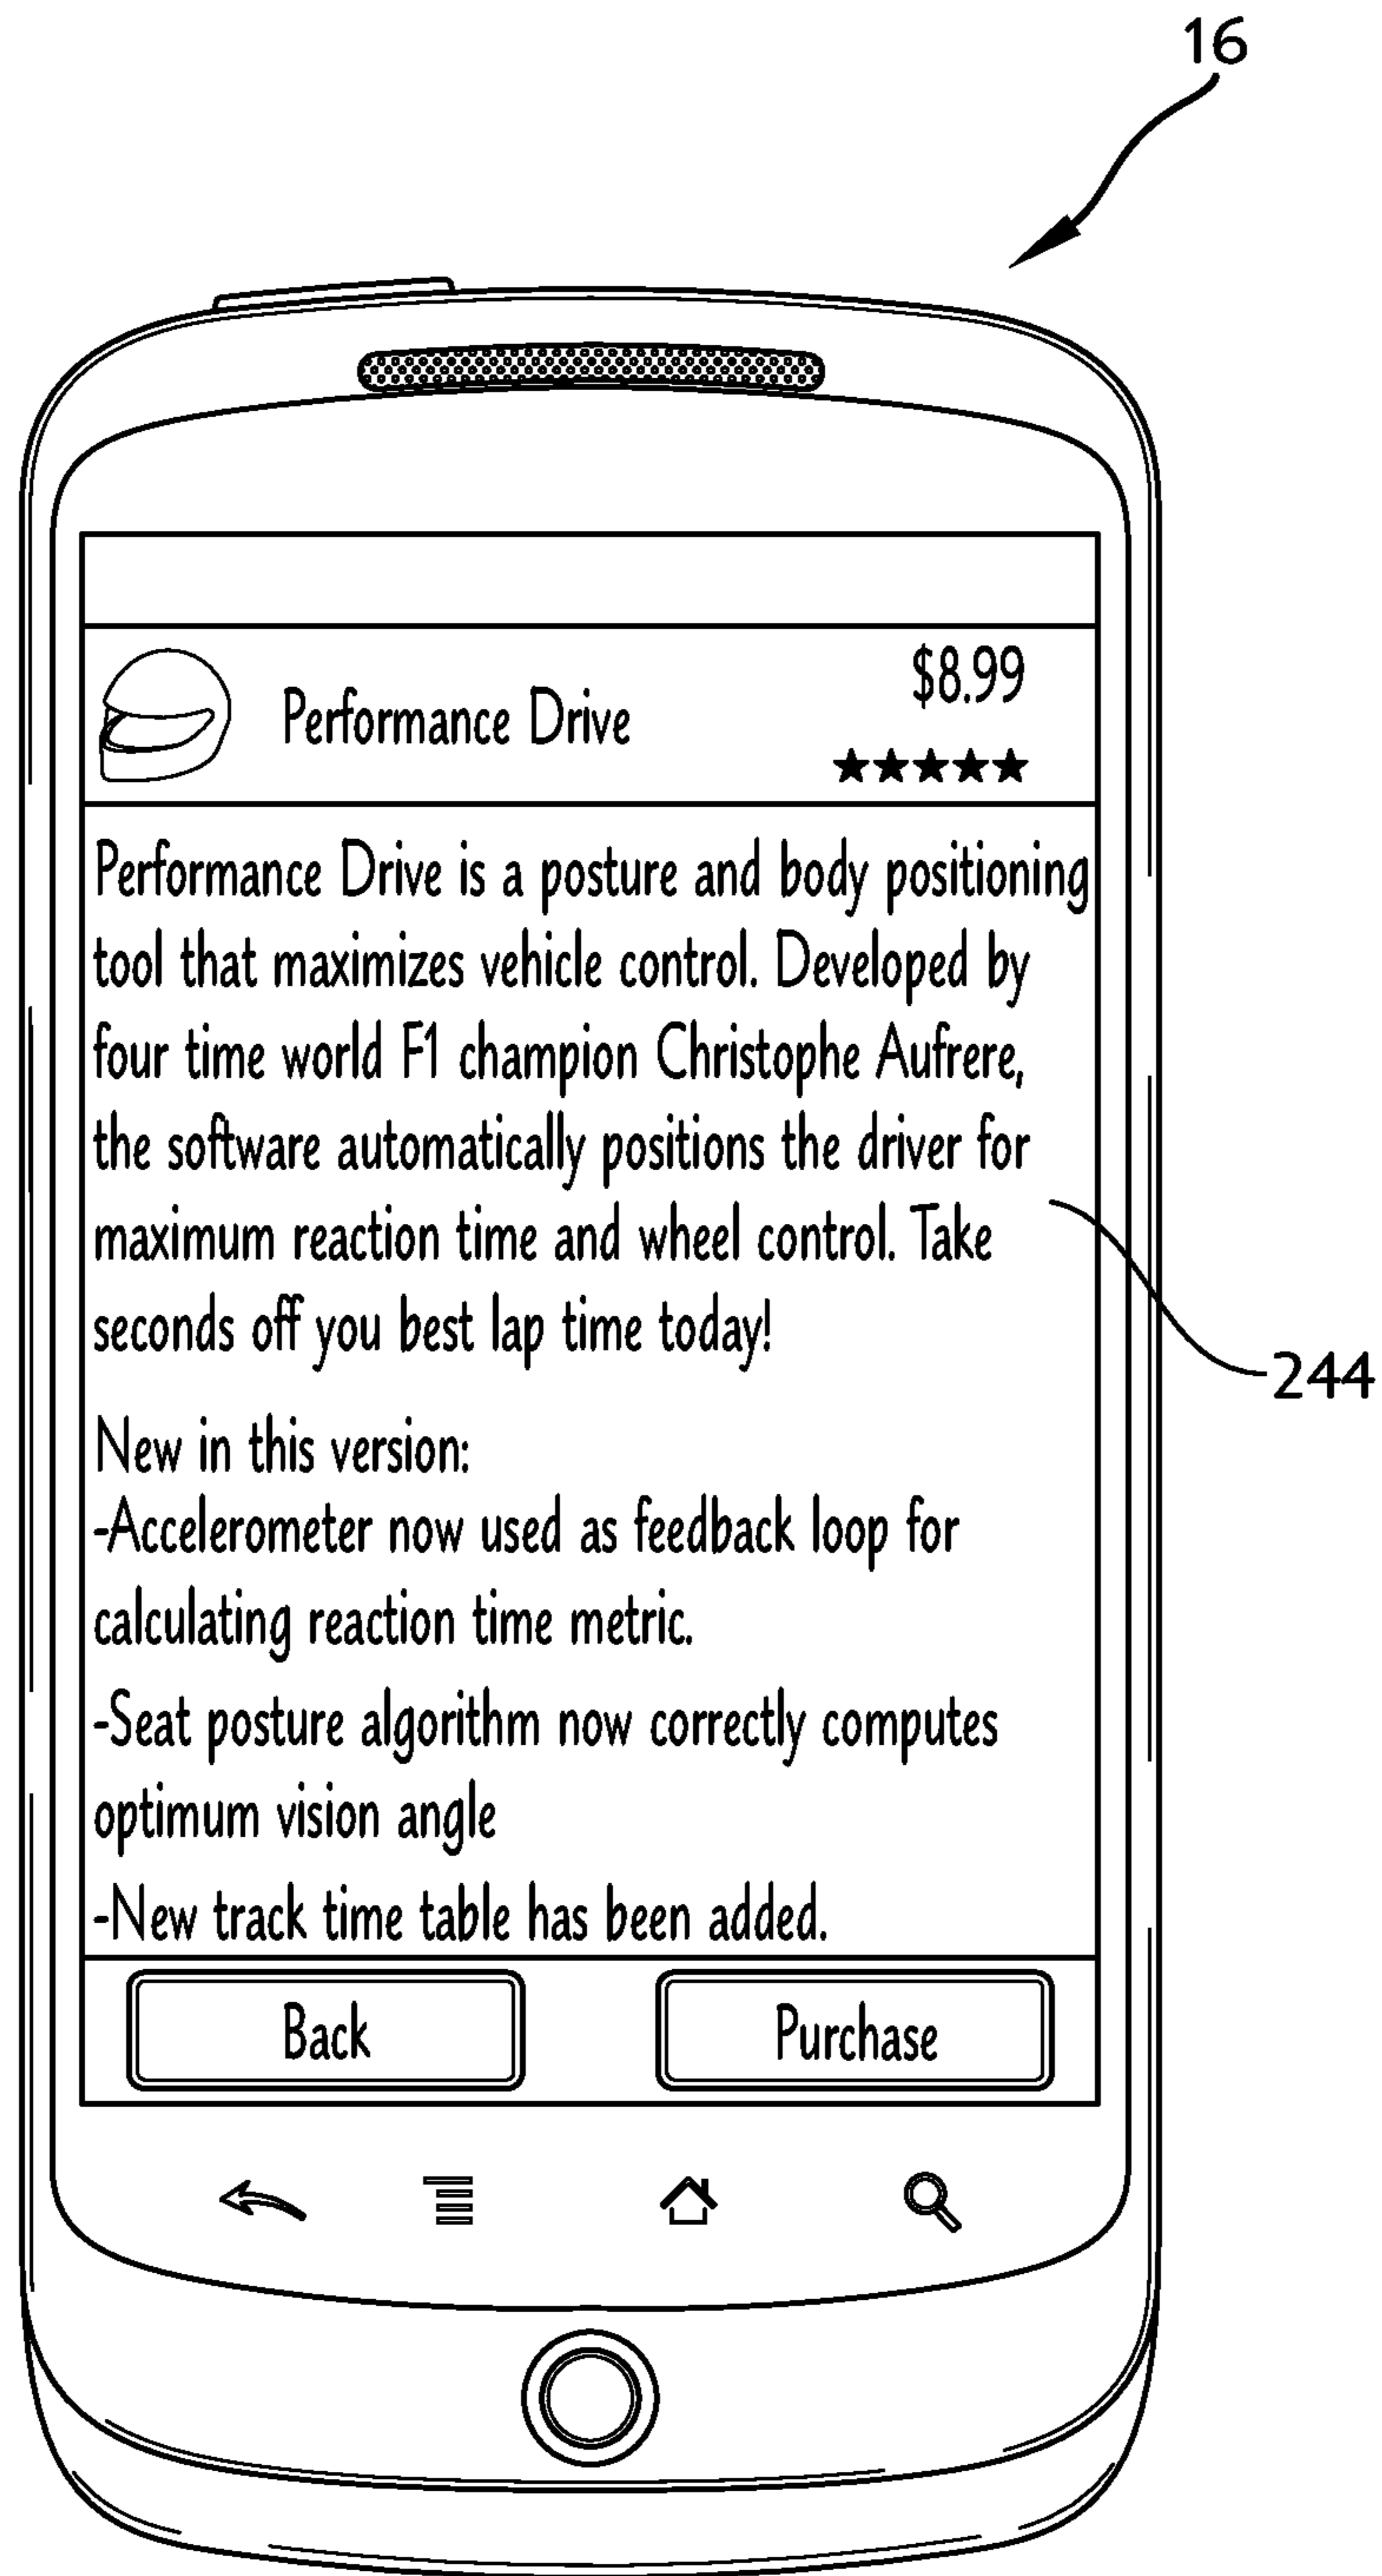 16
$8.99
Performance Drive
★★★★★
Performance Drive is a posture and body positioning
tool that maximizes vehicle control. Developed by
four time world F1 champion Christophe Aufrere,
the software automatically positions the driver for
maximum reaction time and wheel control. Take
seconds off you best lap time today!
244
New in this version:
-Accelerometer now used as feedback loop for
calculating reaction time metric.
-Seat posture algorithm now correctly computes
optimum vision angle
-New track time table has been added.
Back
Purchase